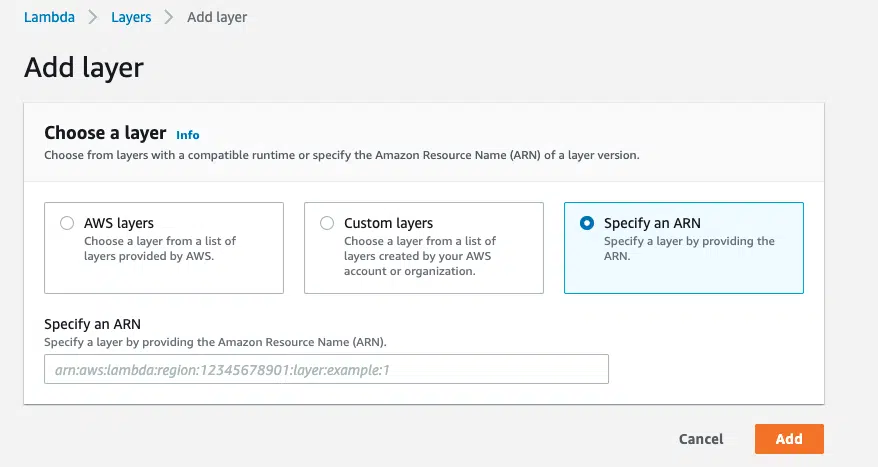 Lambda > Layers > Add layer
Add layer
Choose a layer Info
Choose from layers with a compatible runtime or specify the Amazon Resource Name (ARN) of a layer version.
AWS layers
Choose a layer from a list of
layers provided by AWS.
Custom layers
Choose a layer from a list of
layers created by your AWS
account or organization.
Specify an ARN
Specify a layer by providing the
ARN.
Specify an ARN
Specify a layer by providing the Amazon Resource Name (ARN).
arn:aws:lambda:region:12345678901:layer:example:1
Cancel Add